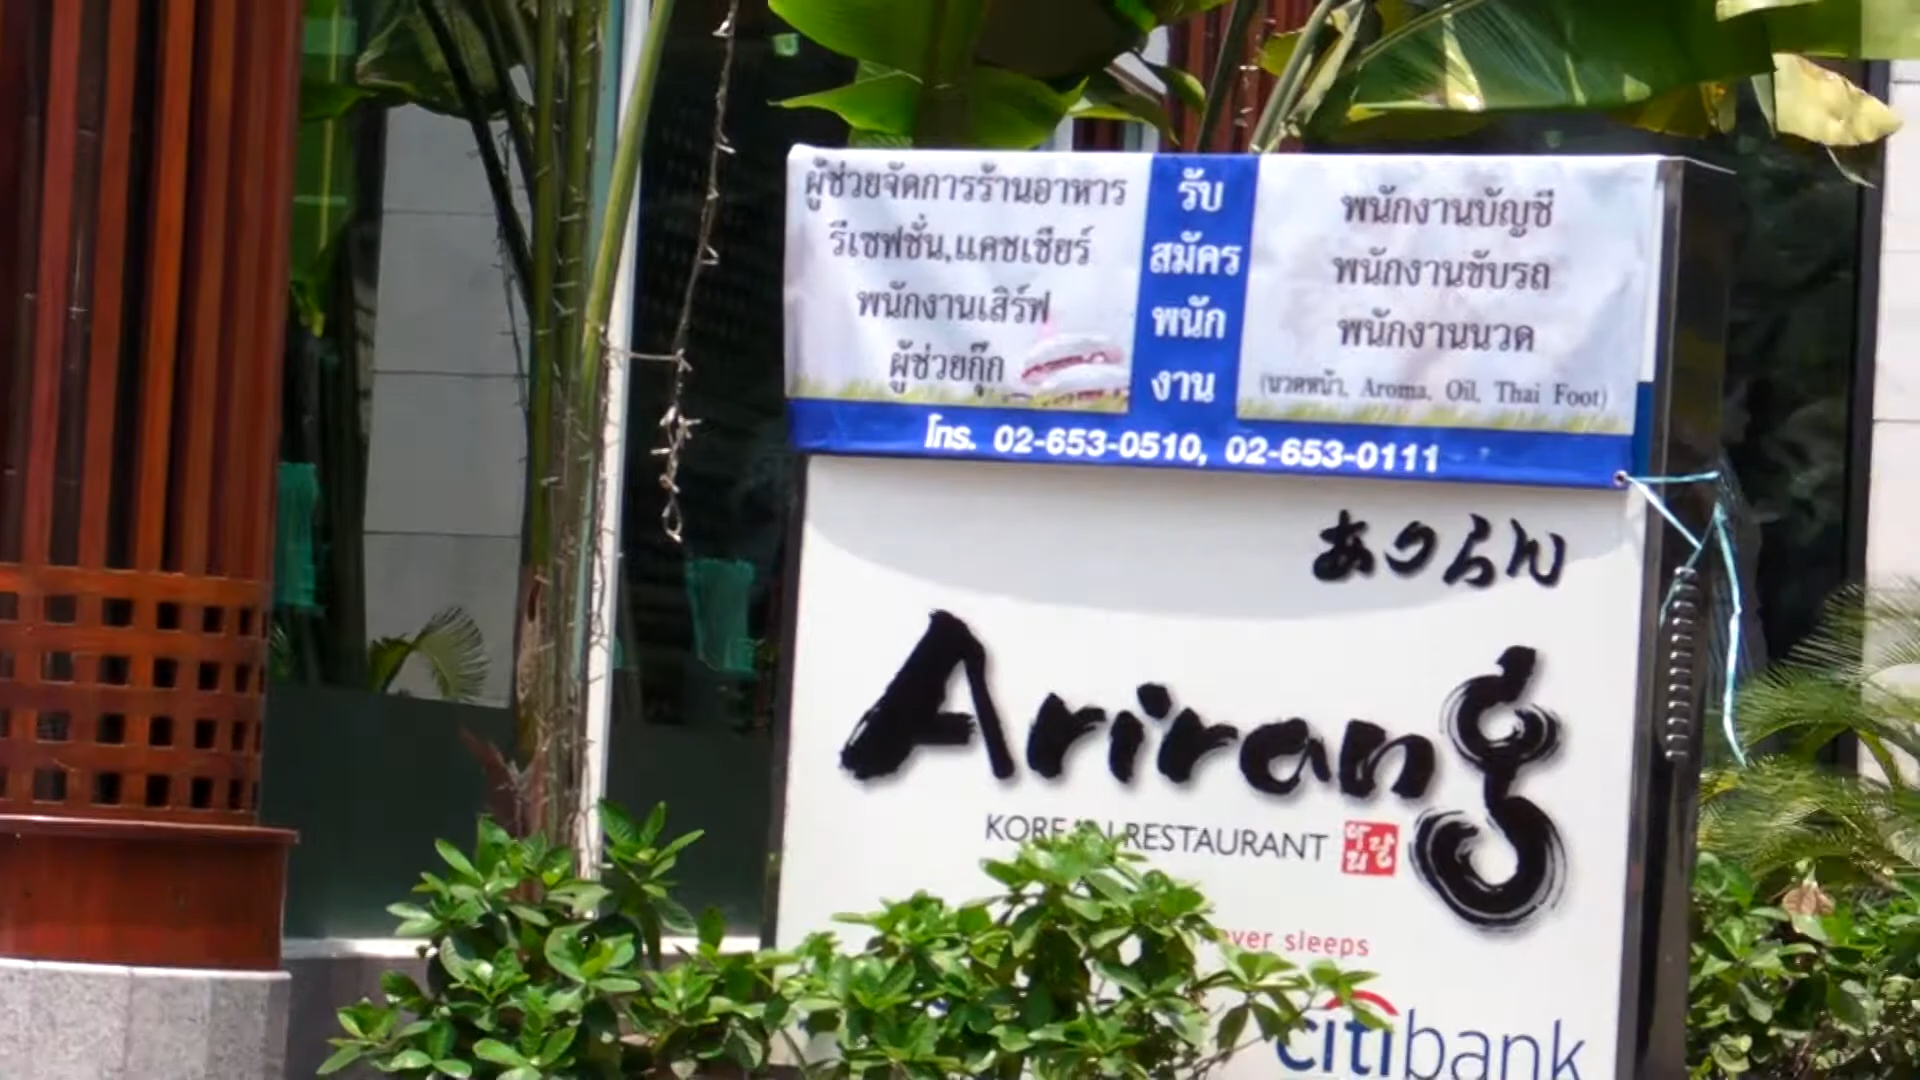 ผู้ช่วยจัดการร้านอาหาร
รีเซฟชั่น,แคชเชียร์
พนักงานเสิร์ฟ
ผู้ช่วยกุ๊ก
รับ
สมัคร
พนัก
งาน
พนักงานบัญชี
พนักงานขับรถ
พนักงานนวด
(นวดหน้า, Aroma, Oil, Thai Foot)
โทร. 02-653-0510, 02-653-0111
ありらん
Arirang
KOREAN RESTAURANT
sleeps
citibank